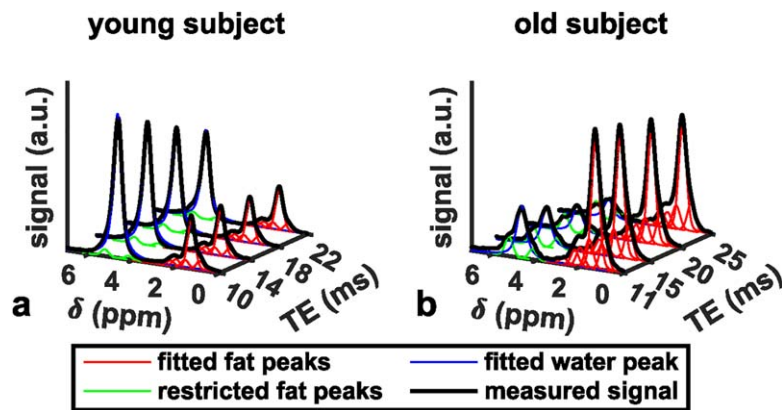 young subject
old subject
signal (a.u.)
6
4
2
0
δ (ppm)
10
14
18
22
TE (ms)
a
signal (a.u.)
6
4
2
0
δ (ppm)
11
15
20
25
TE (ms)
b
fitted fat peaks
fitted water peak
restricted fat peaks
measured signal